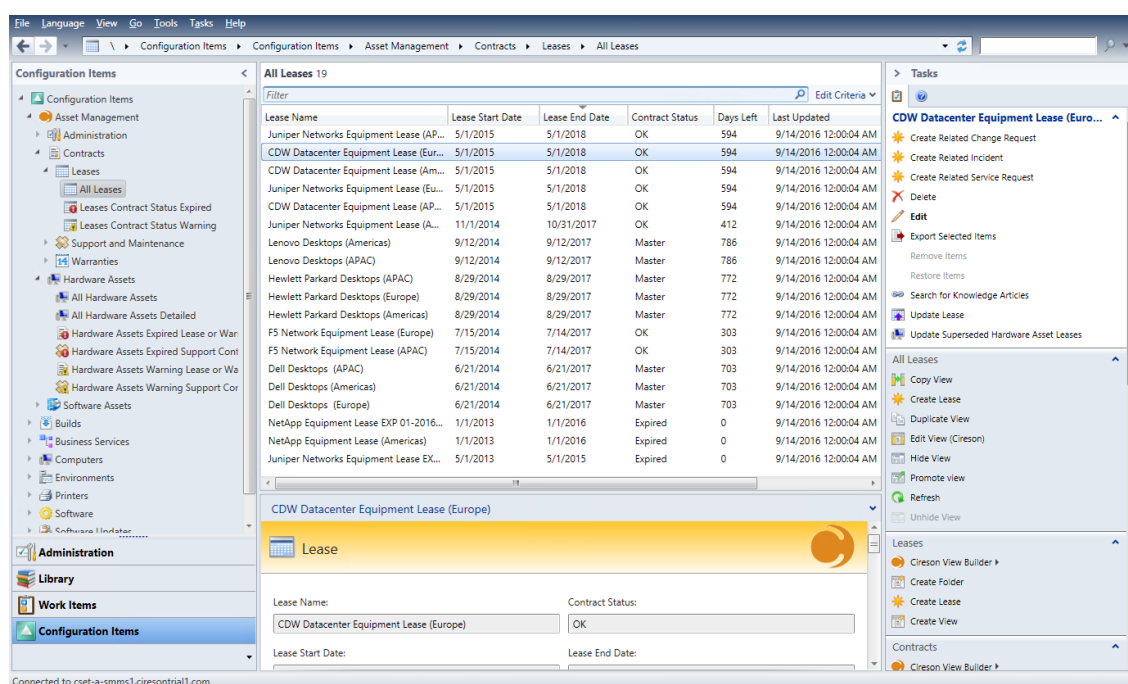 File Language View Go Tools Tasks Help
\ Configuration Items Configuration Items Asset Management Contracts Leases All Leases
Configuration Items
Configuration Items
Asset Management
Administration
Contracts
Leases
All Leases
Leases Contract Status Expired
Leases Contract Status Warning
Support and Maintenance
14 Warranties
Hardware Assets
All Hardware Assets
All Hardware Assets Detailed
Hardware Assets Expired Lease or War
Hardware Assets Expired Support Cont
Hardware Assets Warning Lease or Wa
Hardware Assets Warning Support Cor
Software Assets
Builds
Business Services
Computers
Environments
Printers
Software
Software Updates
Administration
Library
Work Items
Configuration Items
All Leases 19
Filter Edit Criteria
Lease Name Lease Start Date Lease End Date Contract Status Days Left Last Updated
Juniper Networks Equipment Lease (AP... 5/1/2015 5/1/2018 OK 594 9/14/2016 12:00:04 AM
CDW Datacenter Equipment Lease (Eur... 5/1/2015 5/1/2018 OK 594 9/14/2016 12:00:04 AM
CDW Datacenter Equipment Lease (Am... 5/1/2015 5/1/2018 OK 594 9/14/2016 12:00:04 AM
Juniper Networks Equipment Lease (Eu... 5/1/2015 5/1/2018 OK 594 9/14/2016 12:00:04 AM
CDW Datacenter Equipment Lease (AP... 5/1/2015 5/1/2018 OK 594 9/14/2016 12:00:04 AM
Juniper Networks Equipment Lease (A... 11/1/2014 10/31/2017 OK 412 9/14/2016 12:00:04 AM
Lenovo Desktops (Americas) 9/12/2014 9/12/2017 Master 786 9/14/2016 12:00:04 AM
Lenovo Desktops (APAC) 9/12/2014 9/12/2017 Master 786 9/14/2016 12:00:04 AM
Hewlett Parkard Desktops (APAC) 8/29/2014 8/29/2017 Master 772 9/14/2016 12:00:04 AM
Hewlett Parkard Desktops (Europe) 8/29/2014 8/29/2017 Master 772 9/14/2016 12:00:04 AM
Hewlett Parkard Desktops (Americas) 8/29/2014 8/29/2017 Master 772 9/14/2016 12:00:04 AM
F5 Network Equipment Lease (Europe) 7/15/2014 7/14/2017 OK 303 9/14/2016 12:00:04 AM
F5 Network Equipment Lease (APAC) 7/15/2014 7/14/2017 OK 303 9/14/2016 12:00:04 AM
Dell Desktops (APAC) 6/21/2014 6/21/2017 Master 703 9/14/2016 12:00:04 AM
Dell Desktops (Americas) 6/21/2014 6/21/2017 Master 703 9/14/2016 12:00:04 AM
Dell Desktops (Europe) 6/21/2014 6/21/2017 Master 703 9/14/2016 12:00:04 AM
NetApp Equipment Lease EXP 01-2016... 1/1/2013 1/1/2016 Expired 0 9/14/2016 12:00:04 AM
NetApp Equipment Lease (Americas) 1/1/2013 1/1/2016 Expired 0 9/14/2016 12:00:04 AM
Juniper Networks Equipment Lease EX... 5/1/2013 5/1/2015 Expired 0 9/14/2016 12:00:04 AM
CDW Datacenter Equipment Lease (Europe)
Lease
Lease Name: Contract Status:
CDW Datacenter Equipment Lease (Europe) OK
Lease Start Date: Lease End Date:
Tasks
CDW Datacenter Equipment Lease (Euro...
Create Related Change Request
Create Related Incident
Create Related Service Request
Delete
Edit
Export Selected Items
Remove Items
Restore Items
Search for Knowledge Articles
Update Lease
Update Superseded Hardware Asset Leases
All Leases
Copy View
Create Lease
Duplicate View
Edit View (Cireson)
Hide View
Promote view
Refresh
Unhide View
Leases
Cireson View Builder
Create Folder
Create Lease
Create View
Contracts
Cireson View Builder
Connected to cset-a-smms1.ciresontrial1.com